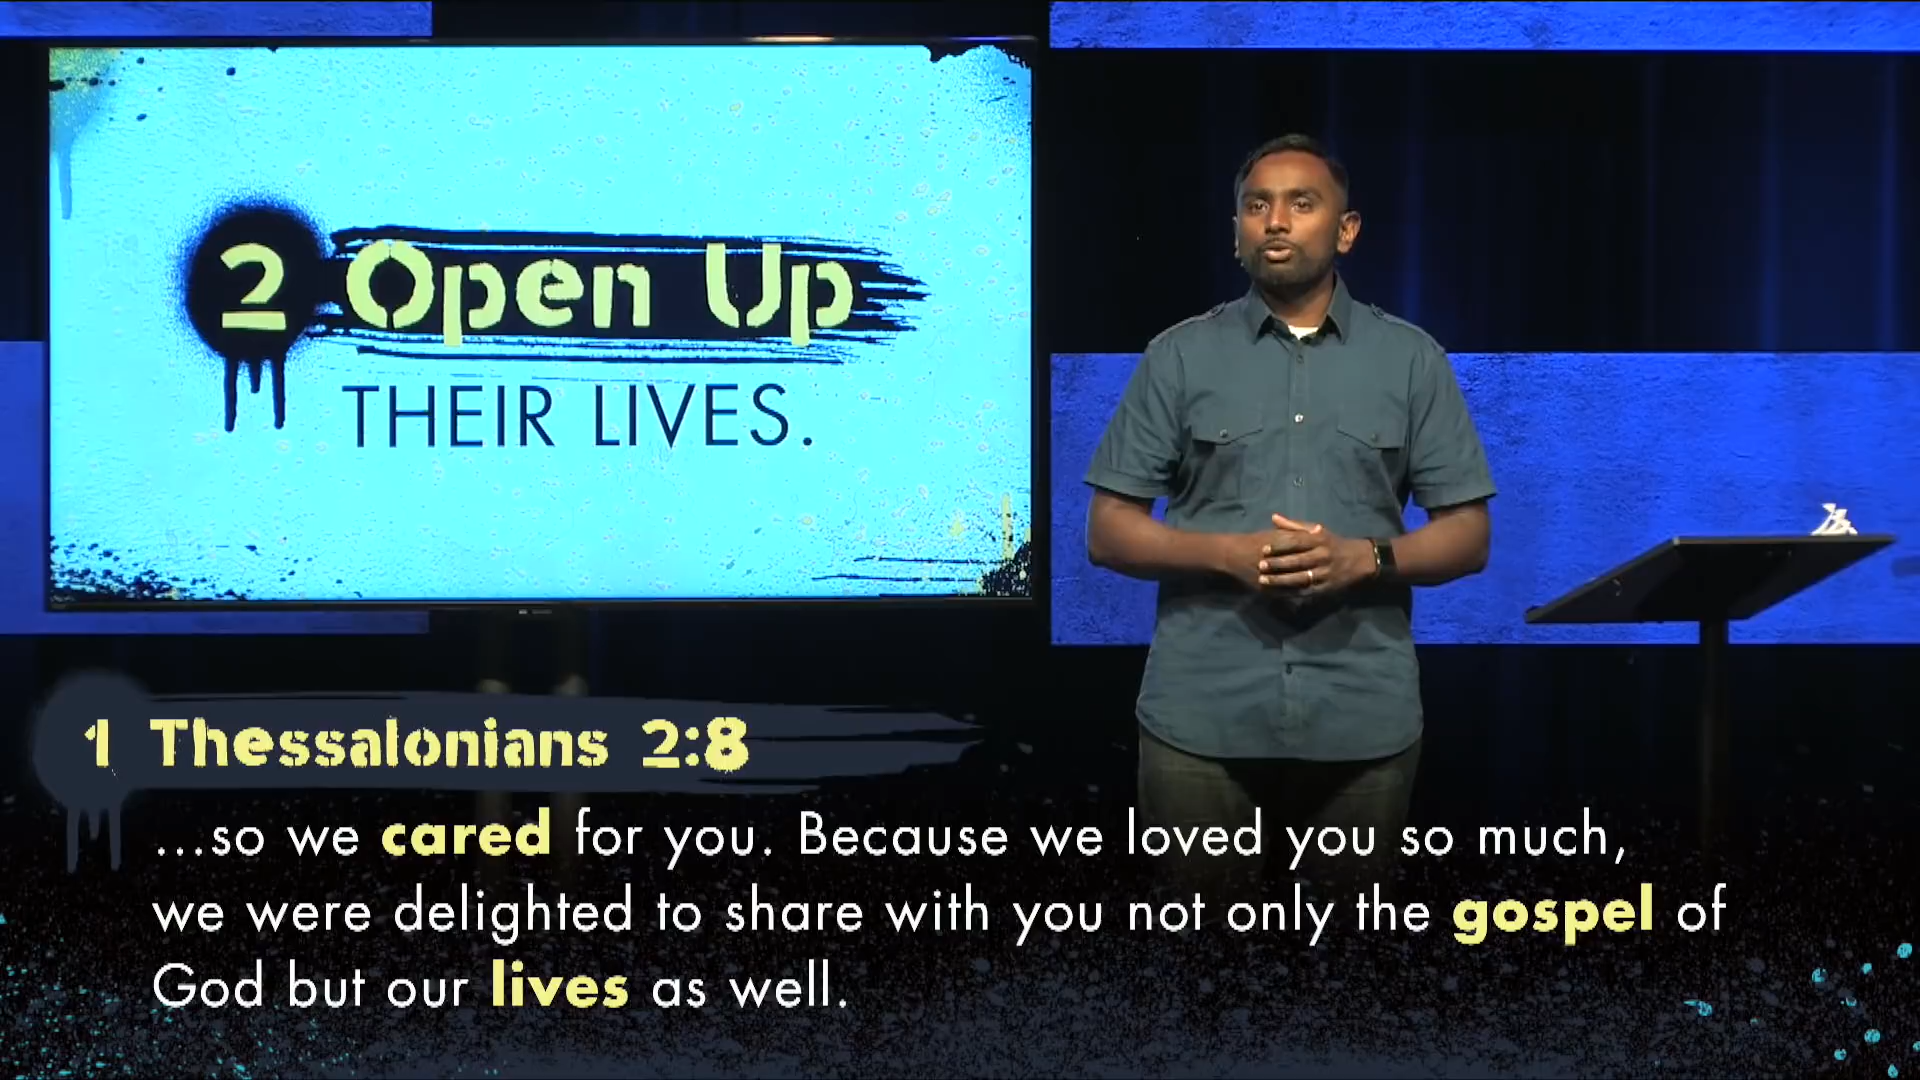 2 Open Up
THEIR LIVES.
1 Thessalonians 2:8
...so we cared for you. Because we loved you so much,
we were delighted to share with you not only the gospel of
God but our lives as well.